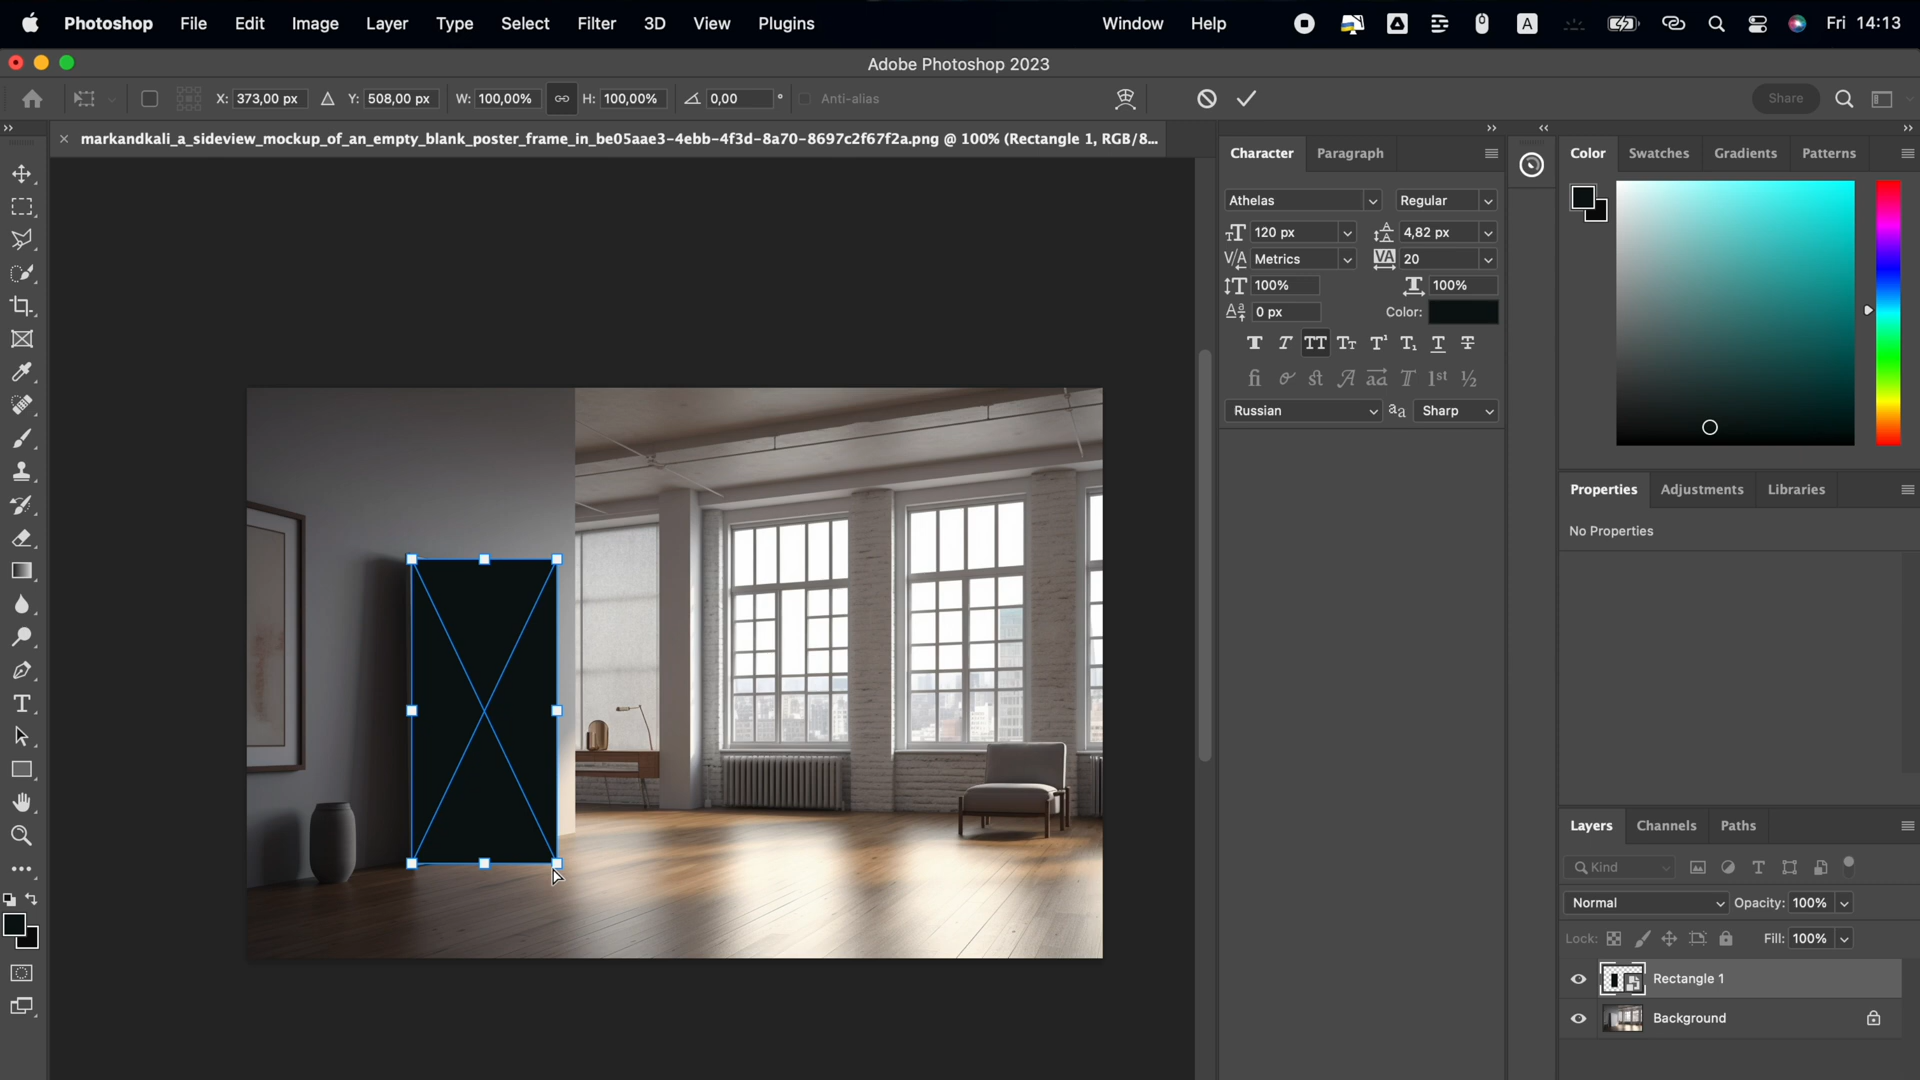 Photoshop File Edit Image Layer Type Select Filter 3D View Plugins Window Help A Fri 14:13
Adobe Photoshop 2023
X: 373,00 px Y: 508,00 px W: 100,00% H: 100,00% 0,00 ° Anti-alias Share
markandkali_a_sideview_mockup_of_an_empty_blank_poster_frame_in_be05aae3-4ebb-4f3d-8a70-8697c2f67f2a.png @ 100% (Rectangle 1, RGB/8...
Character Paragraph
Athelas Regular
120 px 4,82 px
Metrics 20
100% 100%
0 px Color:
Russian Sharp
Color Swatches Gradients Patterns
Properties Adjustments Libraries
No Properties
Layers Channels Paths
Kind
Normal Opacity: 100%
Lock: Fill: 100%
Rectangle 1
Background